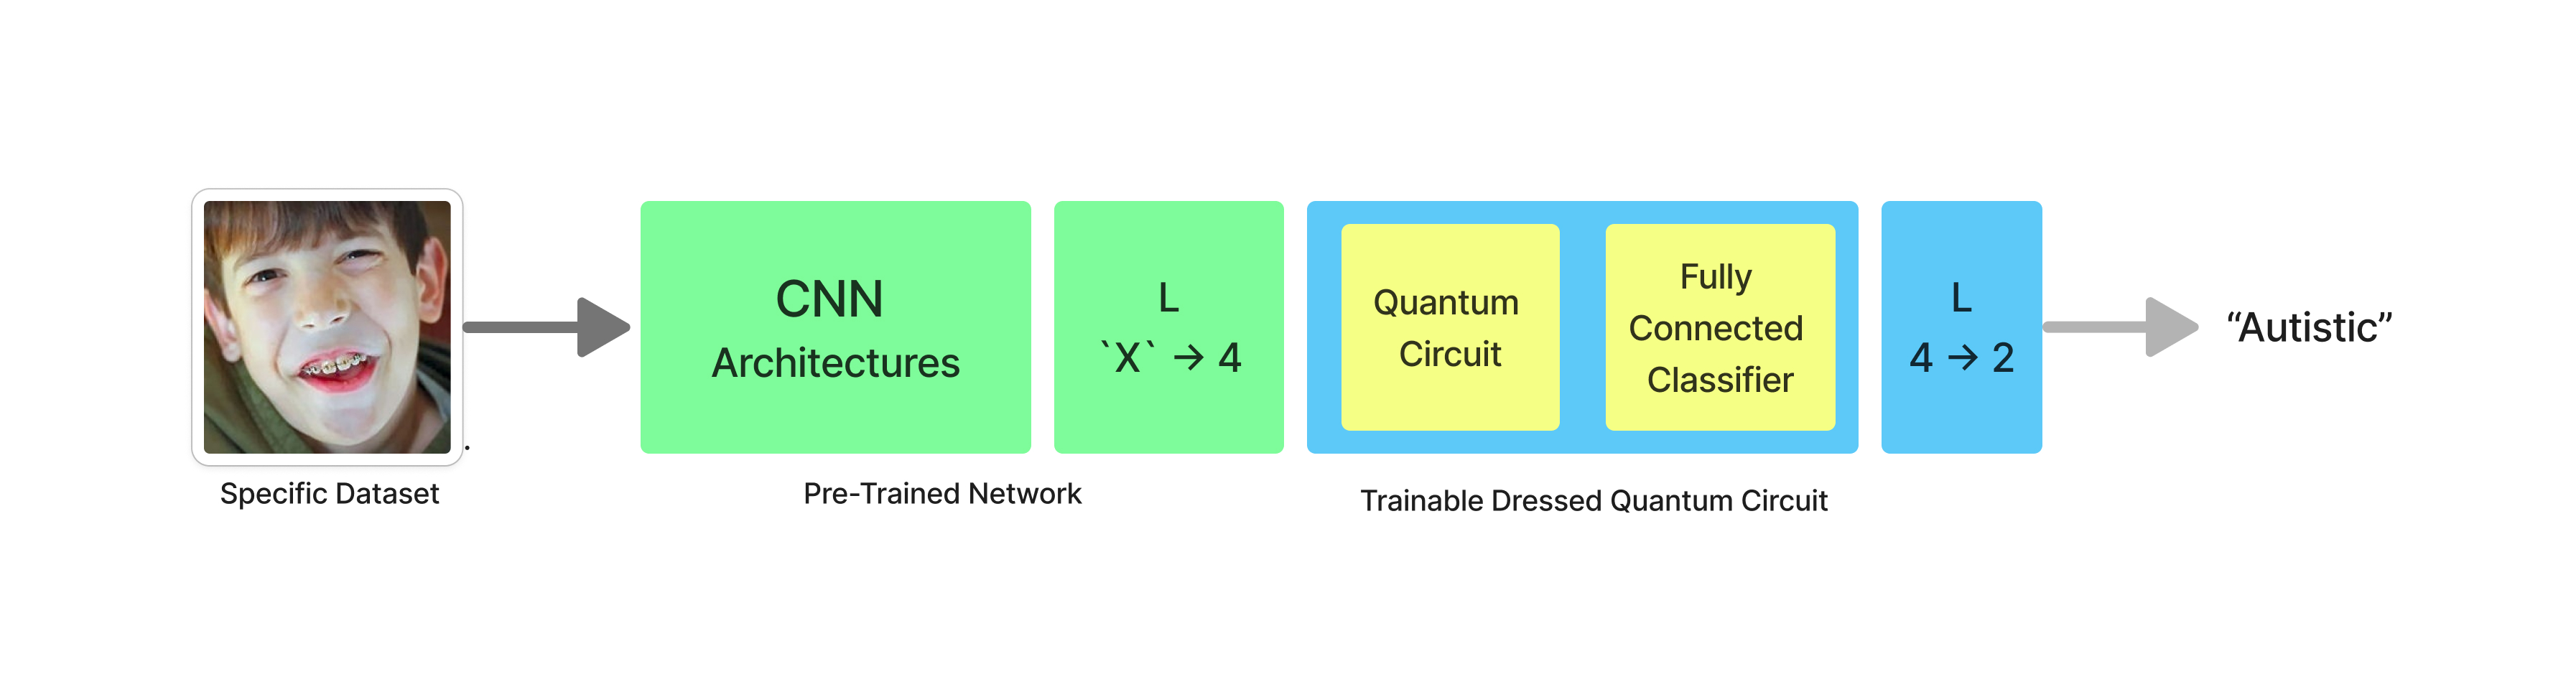 CNN
Architectures
L
`X` → 4
Quantum
Circuit
Fully
Connected
Classifier
L
4 → 2
“Autistic”
.
Specific Dataset
Pre-Trained Network
Trainable Dressed Quantum Circuit